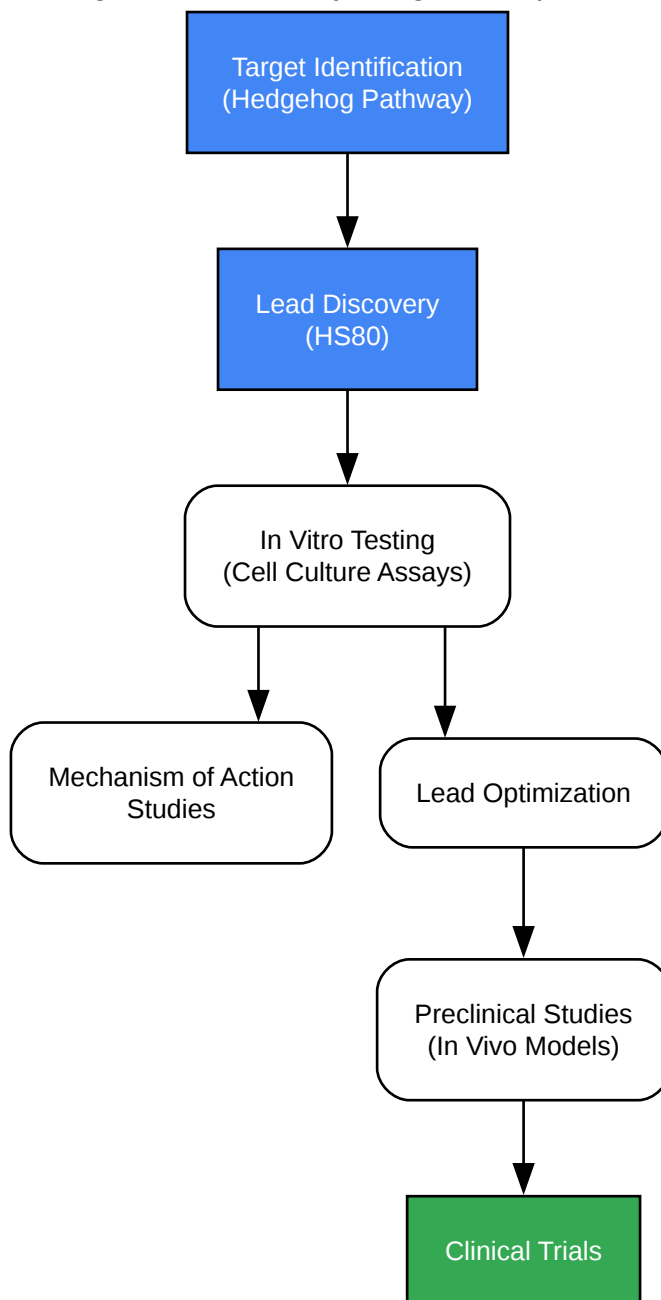 Target Identification
(Hedgehog Pathway)
Lead Discovery
(HS80)
In Vitro Testing
(Cell Culture Assays)
Mechanism of Action
Studies
Lead Optimization
Preclinical Studies
(In Vivo Models)
Clinical Trials